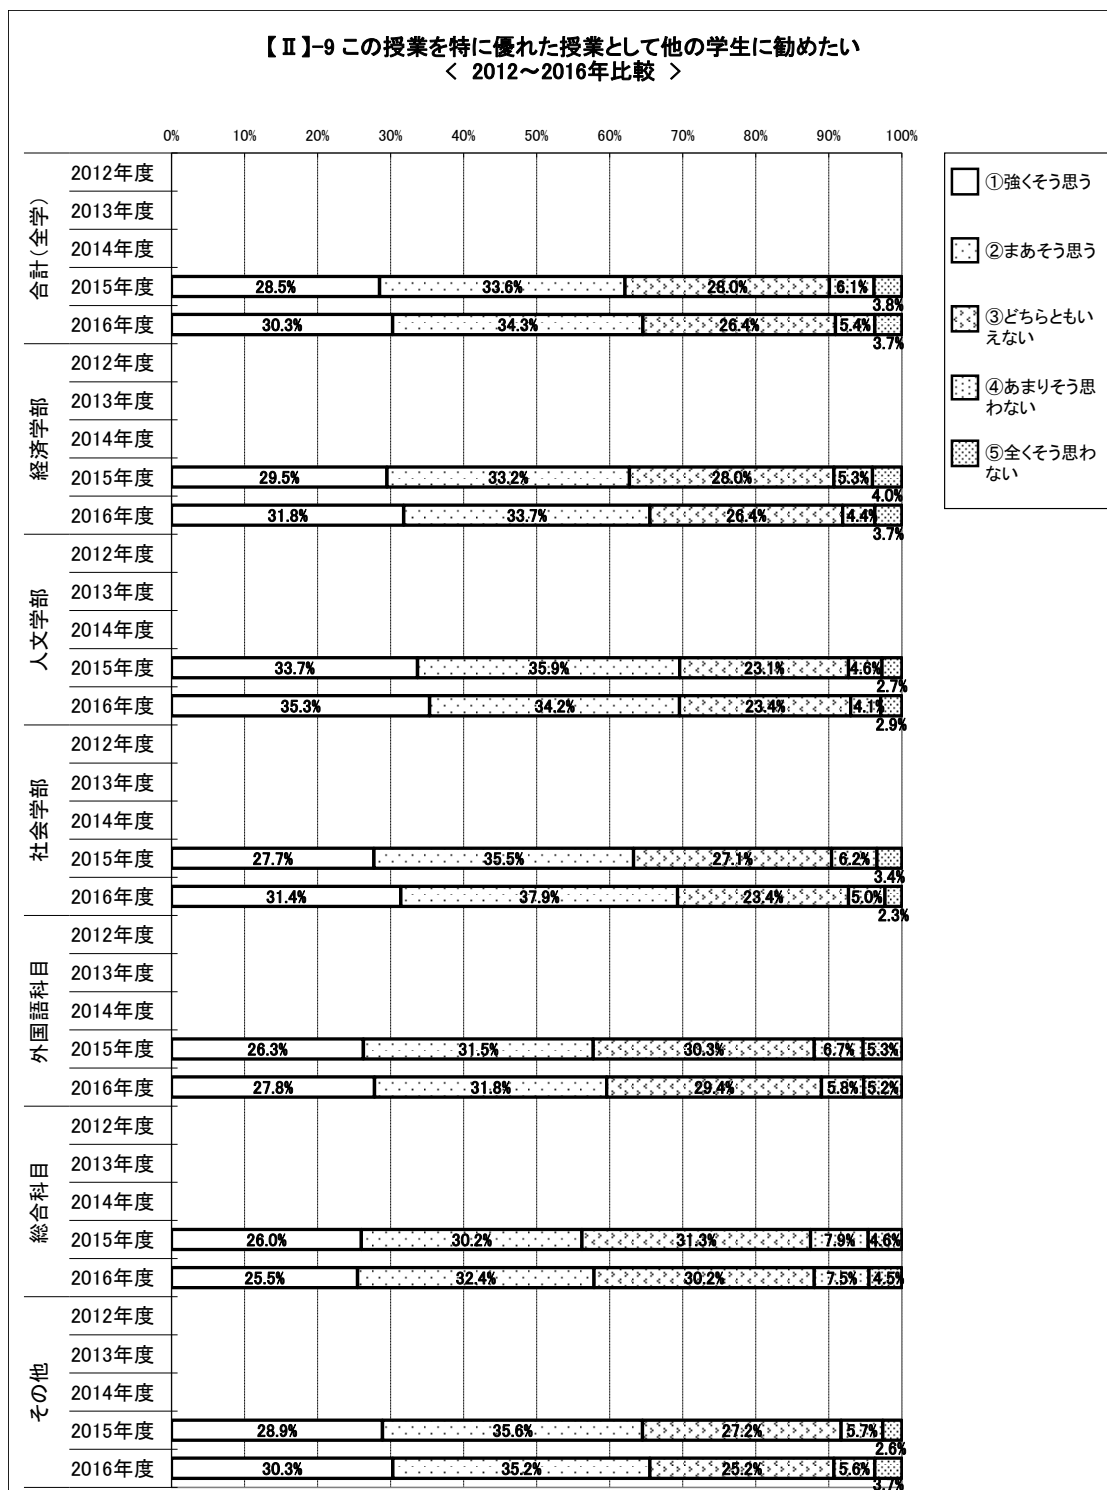 【Ⅱ】-9 この授業を特に優れた授業として他の学生に勧めたい
< 2012～2016年比較 >
0% 10% 20% 30% 40% 50% 60% 70% 80% 90% 100%
合計(全学)
2012年度
2013年度
2014年度
2015年度 28.5% 33.6% 28.0% 6.1% 3.8%
2016年度 30.3% 34.3% 26.4% 5.4% 3.7%
経済学部
2012年度
2013年度
2014年度
2015年度 29.5% 33.2% 28.0% 5.3% 4.0%
2016年度 31.8% 33.7% 26.4% 4.4% 3.7%
人文学部
2012年度
2013年度
2014年度
2015年度 33.7% 35.9% 23.1% 4.6% 2.7%
2016年度 35.3% 34.2% 23.4% 4.1% 2.9%
社会学部
2012年度
2013年度
2014年度
2015年度 27.7% 35.5% 27.1% 6.2% 3.4%
2016年度 31.4% 37.9% 23.4% 5.0% 2.3%
外国語科目
2012年度
2013年度
2014年度
2015年度 26.3% 31.5% 30.3% 6.7% 5.3%
2016年度 27.8% 31.8% 29.4% 5.8% 5.2%
総合科目
2012年度
2013年度
2014年度
2015年度 26.0% 30.2% 31.3% 7.9% 4.6%
2016年度 25.5% 32.4% 30.2% 7.5% 4.5%
その他
2012年度
2013年度
2014年度
2015年度 28.9% 35.6% 27.2% 5.7% 2.6%
2016年度 30.3% 35.2% 25.2% 5.6% 3.7%
①強くそう思う
②まあそう思う
③どちらともい
えない
④あまりそう思
わない
⑤全くそう思わ
ない